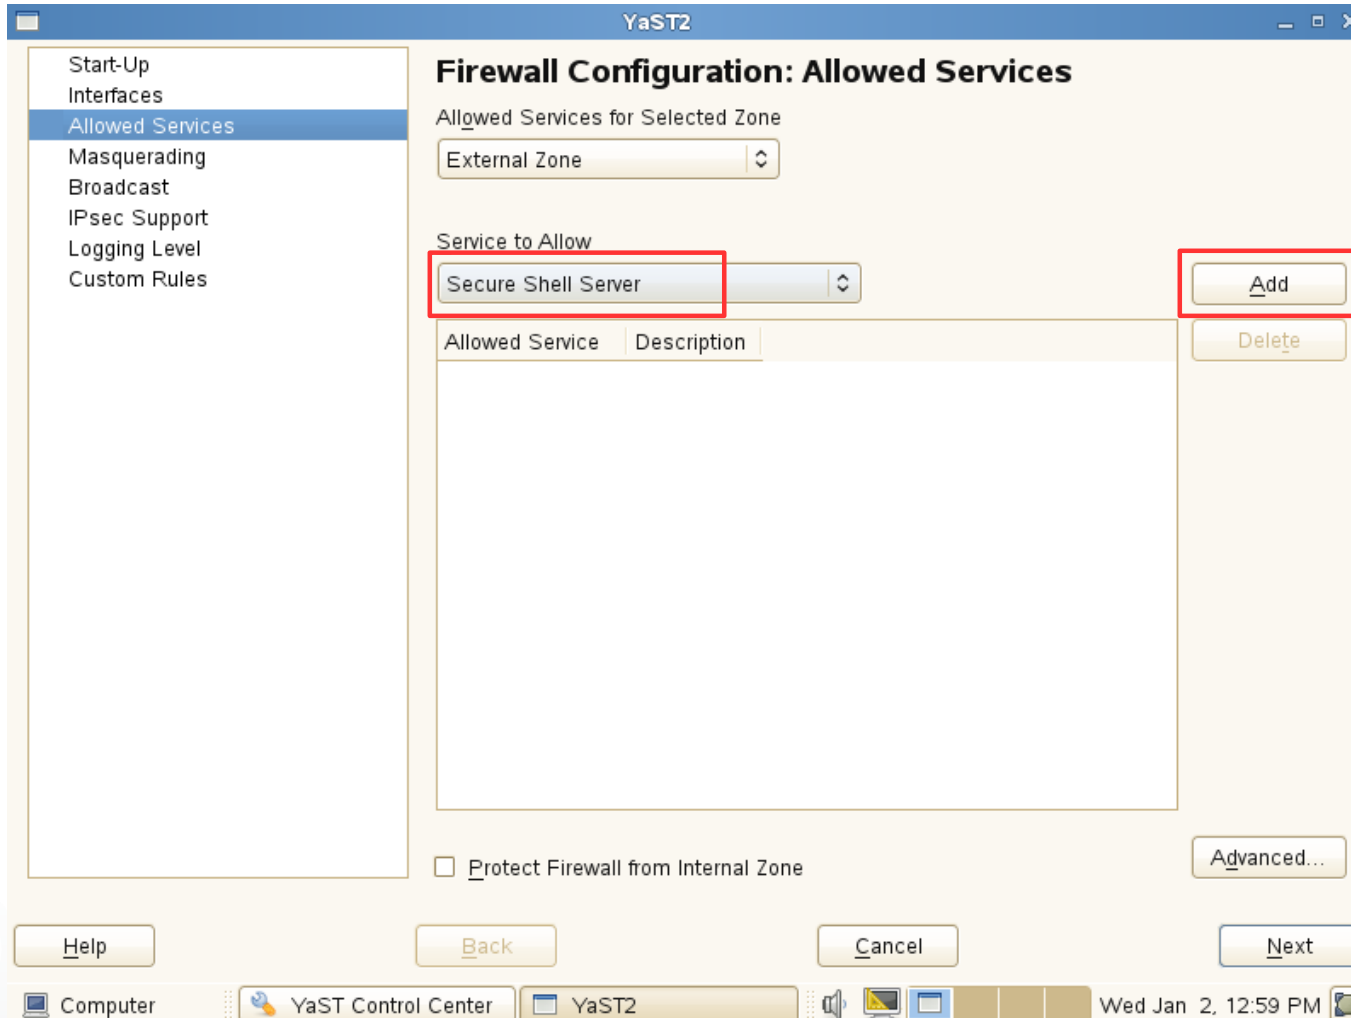 YaST2
Start-Up
Interfaces
Allowed Services
Masquerading
Broadcast
IPsec Support
Logging Level
Custom Rules
Firewall Configuration: Allowed Services
Allowed Services for Selected Zone
External Zone
Service to Allow
Secure Shell Server
Add
Allowed Service Description
Delete
Protect Firewall from Internal Zone
Advanced...
Help Back Cancel Next
Computer YaST Control Center YaST2 Wed Jan 2, 12:59 PM